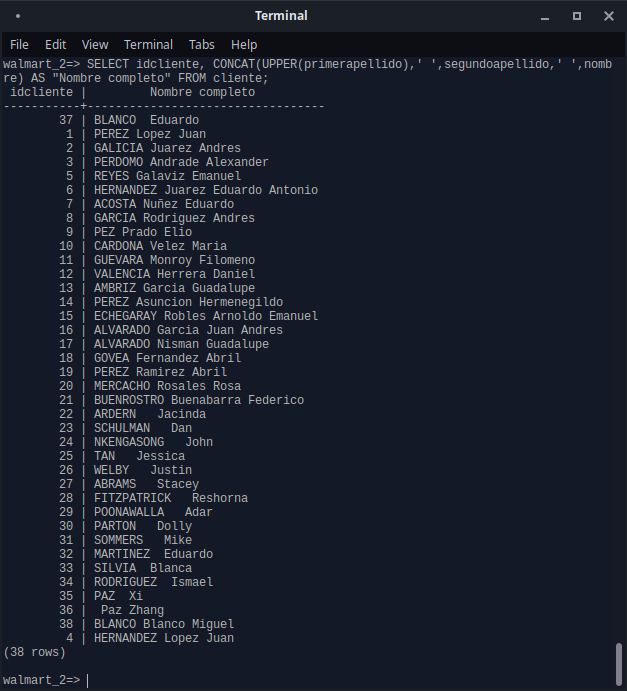 Terminal
File Edit View Terminal Tabs Help
walmart_2=> SELECT idcliente, CONCAT(UPPER(primerapellido),' ',segundoapellido,' ',nomb
re) AS "Nombre completo" FROM cliente;
 idcliente |         Nombre completo
-----------+----------------------------------
        37 | BLANCO  Eduardo
         1 | PEREZ Lopez Juan
         2 | GALICIA Juarez Andres
         3 | PERDOMO Andrade Alexander
         5 | REYES Galaviz Emanuel
         6 | HERNANDEZ Juarez Eduardo Antonio
         7 | ACOSTA Nuñez Eduardo
         8 | GARCIA Rodriguez Andres
         9 | PEZ Prado Elio
        10 | CARDONA Velez Maria
        11 | GUEVARA Monroy Filomeno
        12 | VALENCIA Herrera Daniel
        13 | AMBRIZ Garcia Guadalupe
        14 | PEREZ Asuncion Hermenegildo
        15 | ECHEGARAY Robles Arnoldo Emanuel
        16 | ALVARADO Garcia Juan Andres
        17 | ALVARADO Nisman Guadalupe
        18 | GOVEA Fernandez Abril
        19 | PEREZ Ramirez Abril
        20 | MERCACHO Rosales Rosa
        21 | BUENROSTRO Buenabarra Federico
        22 | ARDERN   Jacinda
        23 | SCHULMAN   Dan
        24 | NKENGASONG   John
        25 | TAN   Jessica
        26 | WELBY   Justin
        27 | ABRAMS   Stacey
        28 | FITZPATRICK   Reshorna
        29 | POONAWALLA   Adar
        30 | PARTON   Dolly
        31 | SOMMERS   Mike
        32 | MARTINEZ  Eduardo
        33 | SILVIA  Blanca
        34 | RODRIGUEZ  Ismael
        35 | PAZ  Xi
        36 |  Paz Zhang
        38 | BLANCO Blanco Miguel
         4 | HERNANDEZ Lopez Juan
(38 rows)
walmart_2=>